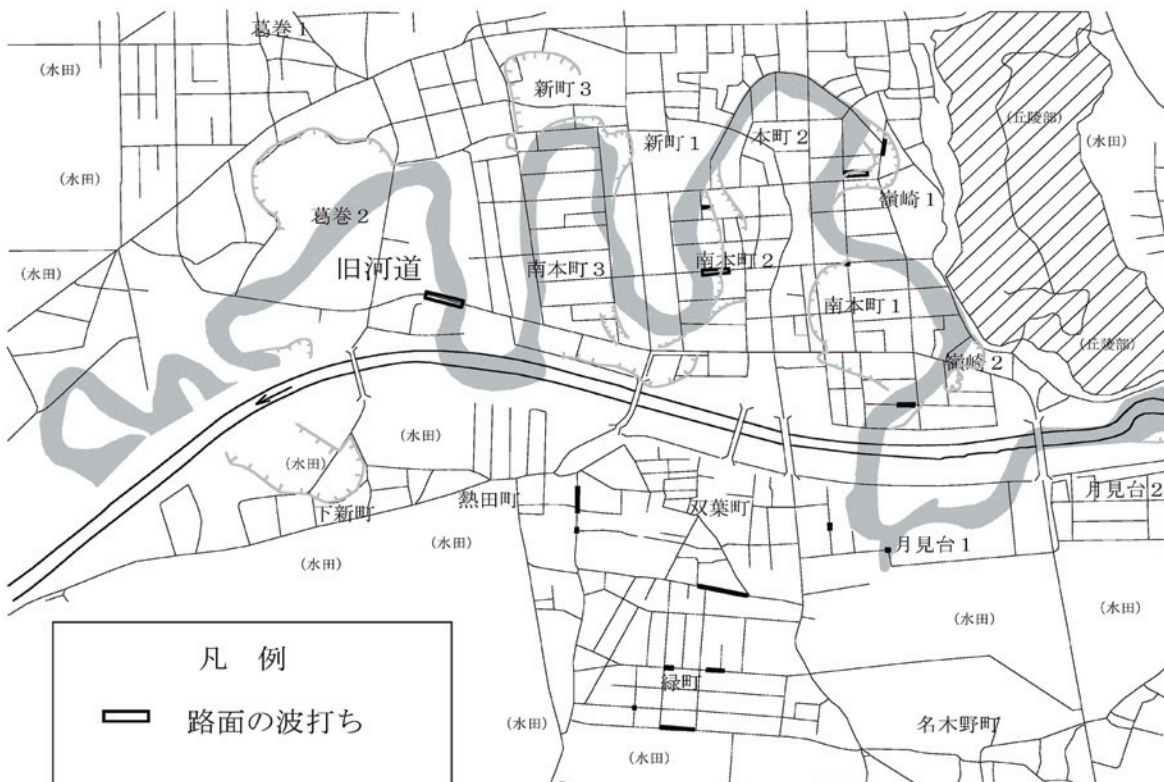 葛巻１
(水田)
新町３
(丘陵部)
(水田)
(水田)
新町１
本町２
葛巻２
嶺崎１
(水田)
旧河道
南本町３
南本町２
南本町１
(丘陵部)
嶺崎２
(水田)
(水田)
下新町
熱田町
双葉町
月見台２
(水田)
(水田)
月見台１
(水田)
(水田)
凡 例
路面の波打ち
緑町
(水田)
名木野町
(水田)